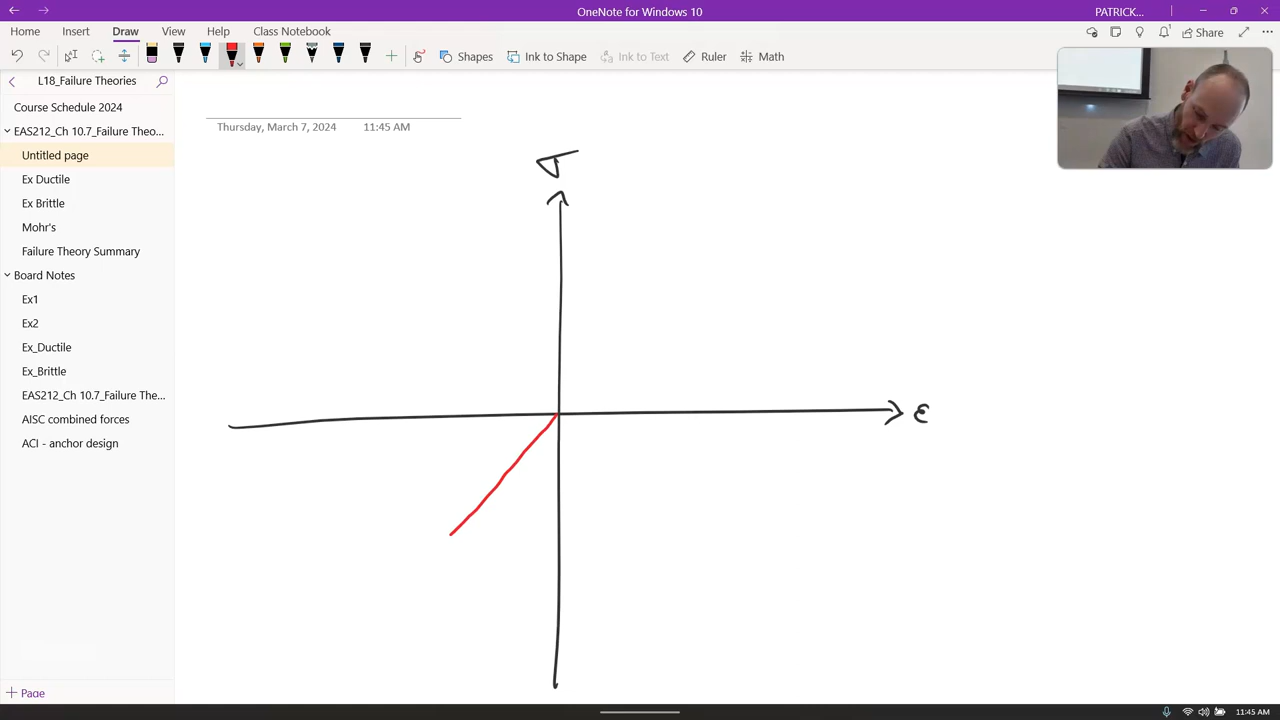 OneNote for Windows 10
PATRICK...
Home Insert Draw View Help Class Notebook
Share
Shapes Ink to Shape Ink to Text Ruler Math
L18_Failure Theories
Course Schedule 2024
EAS212_Ch 10.7_Failure Theo...
Untitled page
Ex Ductile
Ex Brittle
Mohr's
Failure Theory Summary
Board Notes
Ex1
Ex2
Ex_Ductile
Ex_Brittle
EAS212_Ch 10.7_Failure The...
AISC combined forces
ACI - anchor design
Page
Thursday, March 7, 2024 11:45 AM
σ
ε
11:45 AM